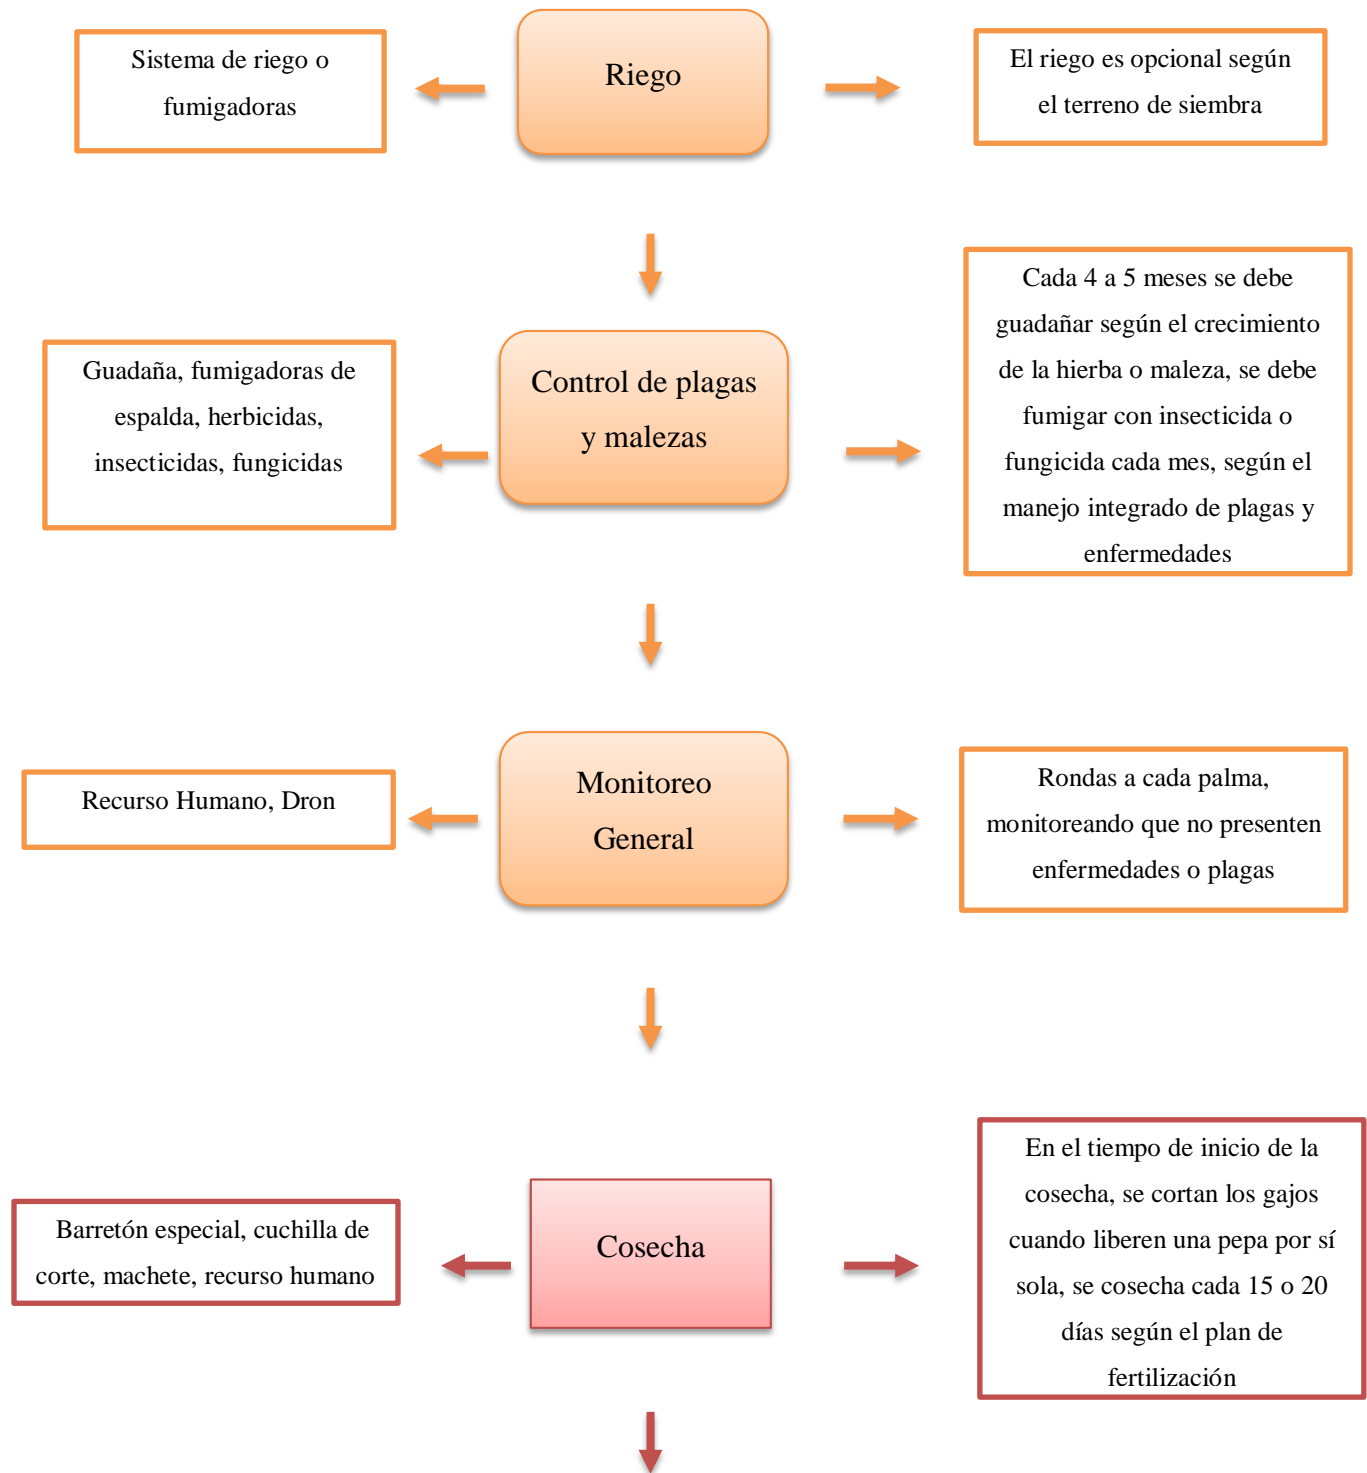 Sistema de riego o
fumigadoras
Riego
El riego es opcional según
el terreno de siembra
Guadaña, fumigadoras de
espalda, herbicidas,
insecticidas, fungicidas
Control de plagas
y malezas
Cada 4 a 5 meses se debe
guadañar según el crecimiento
de la hierba o maleza, se debe
fumigar con insecticida o
fungicida cada mes, según el
manejo integrado de plagas y
enfermedades
Recurso Humano, Dron
Monitoreo
General
Rondas a cada palma,
monitoreando que no presenten
enfermedades o plagas
Barretón especial, cuchilla de
corte, machete, recurso humano
Cosecha
En el tiempo de inicio de la
cosecha, se cortan los gajos
cuando liberen una pepa por sí
sola, se cosecha cada 15 o 20
días según el plan de
fertilización